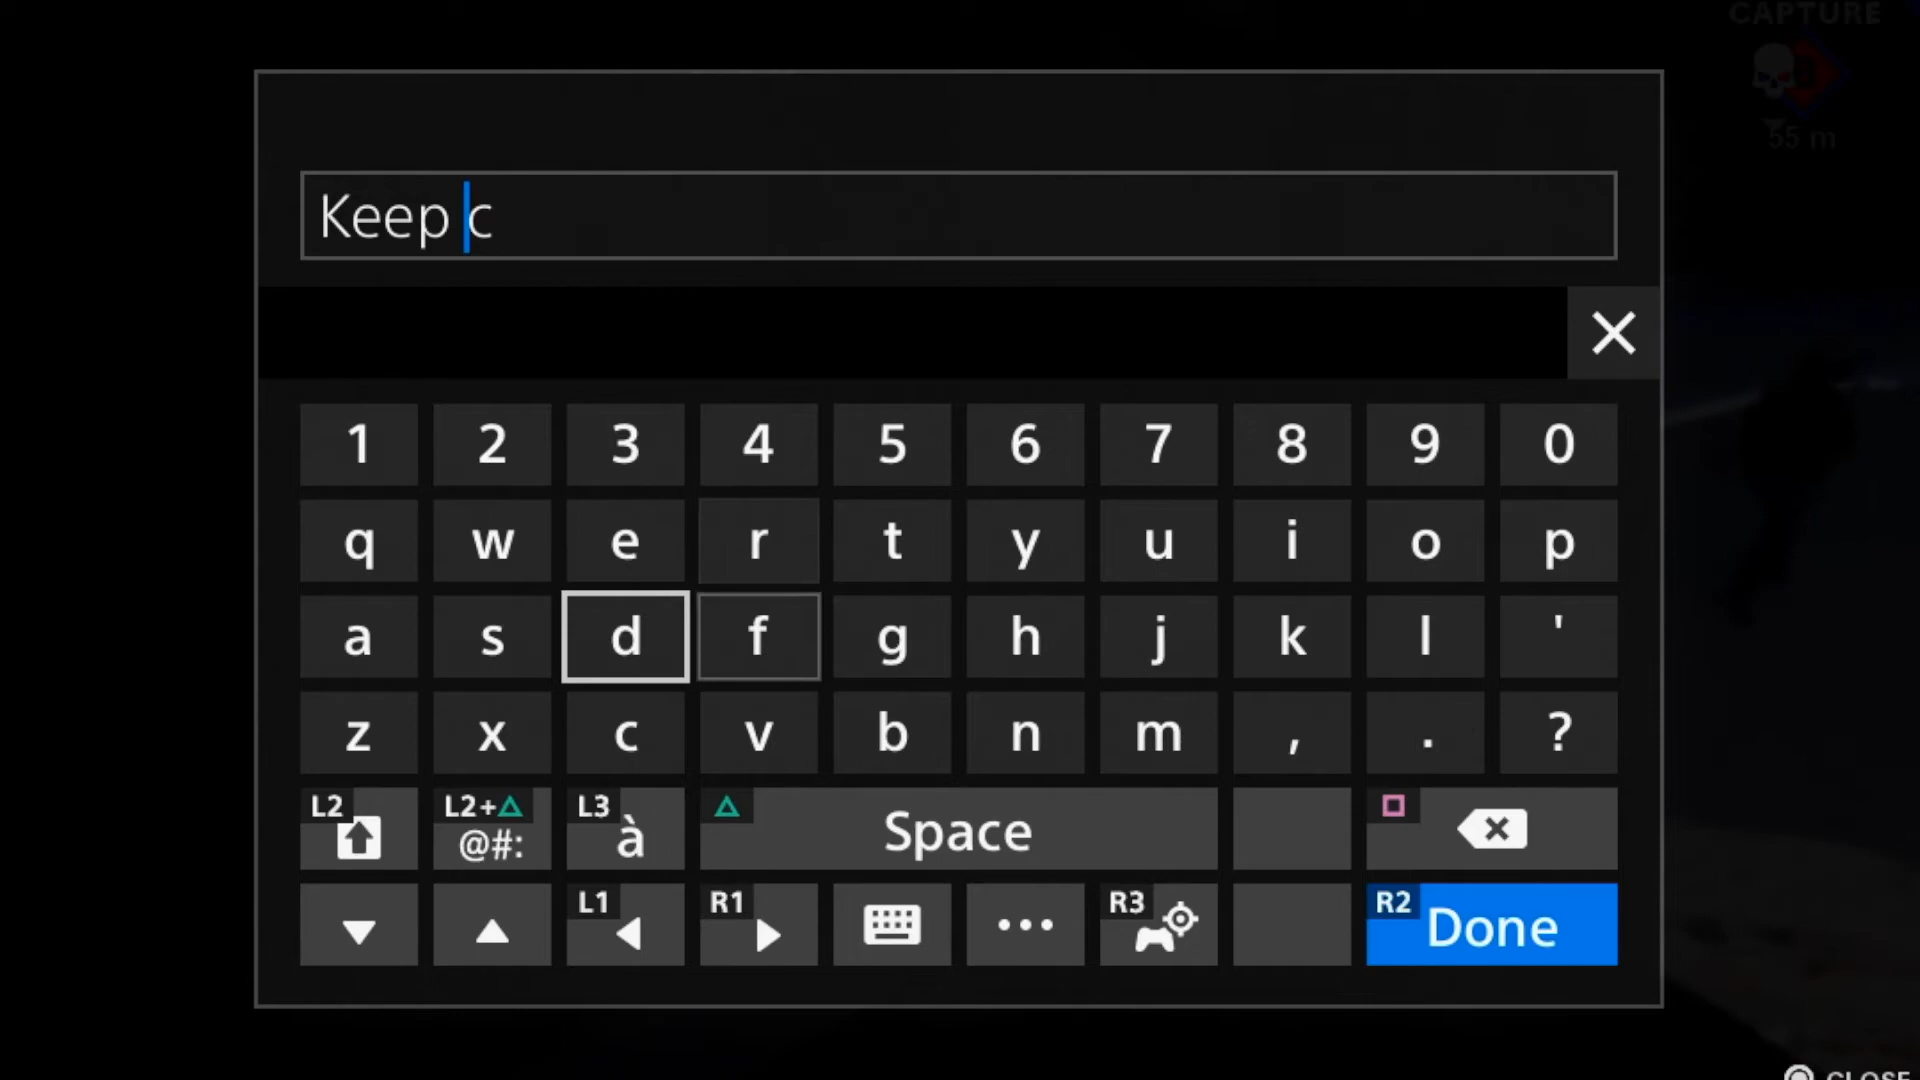 CAPTURE
55 m
Keep c
1 2 3 4 5 6 7 8 9 0
q w e r t y u i o p
a s d f g h j k l '
z x c v b n m , . ?
L2 L2+△ @#: L3 à △ Space
L1 R1 ... R3 R2 Done
CLOSE